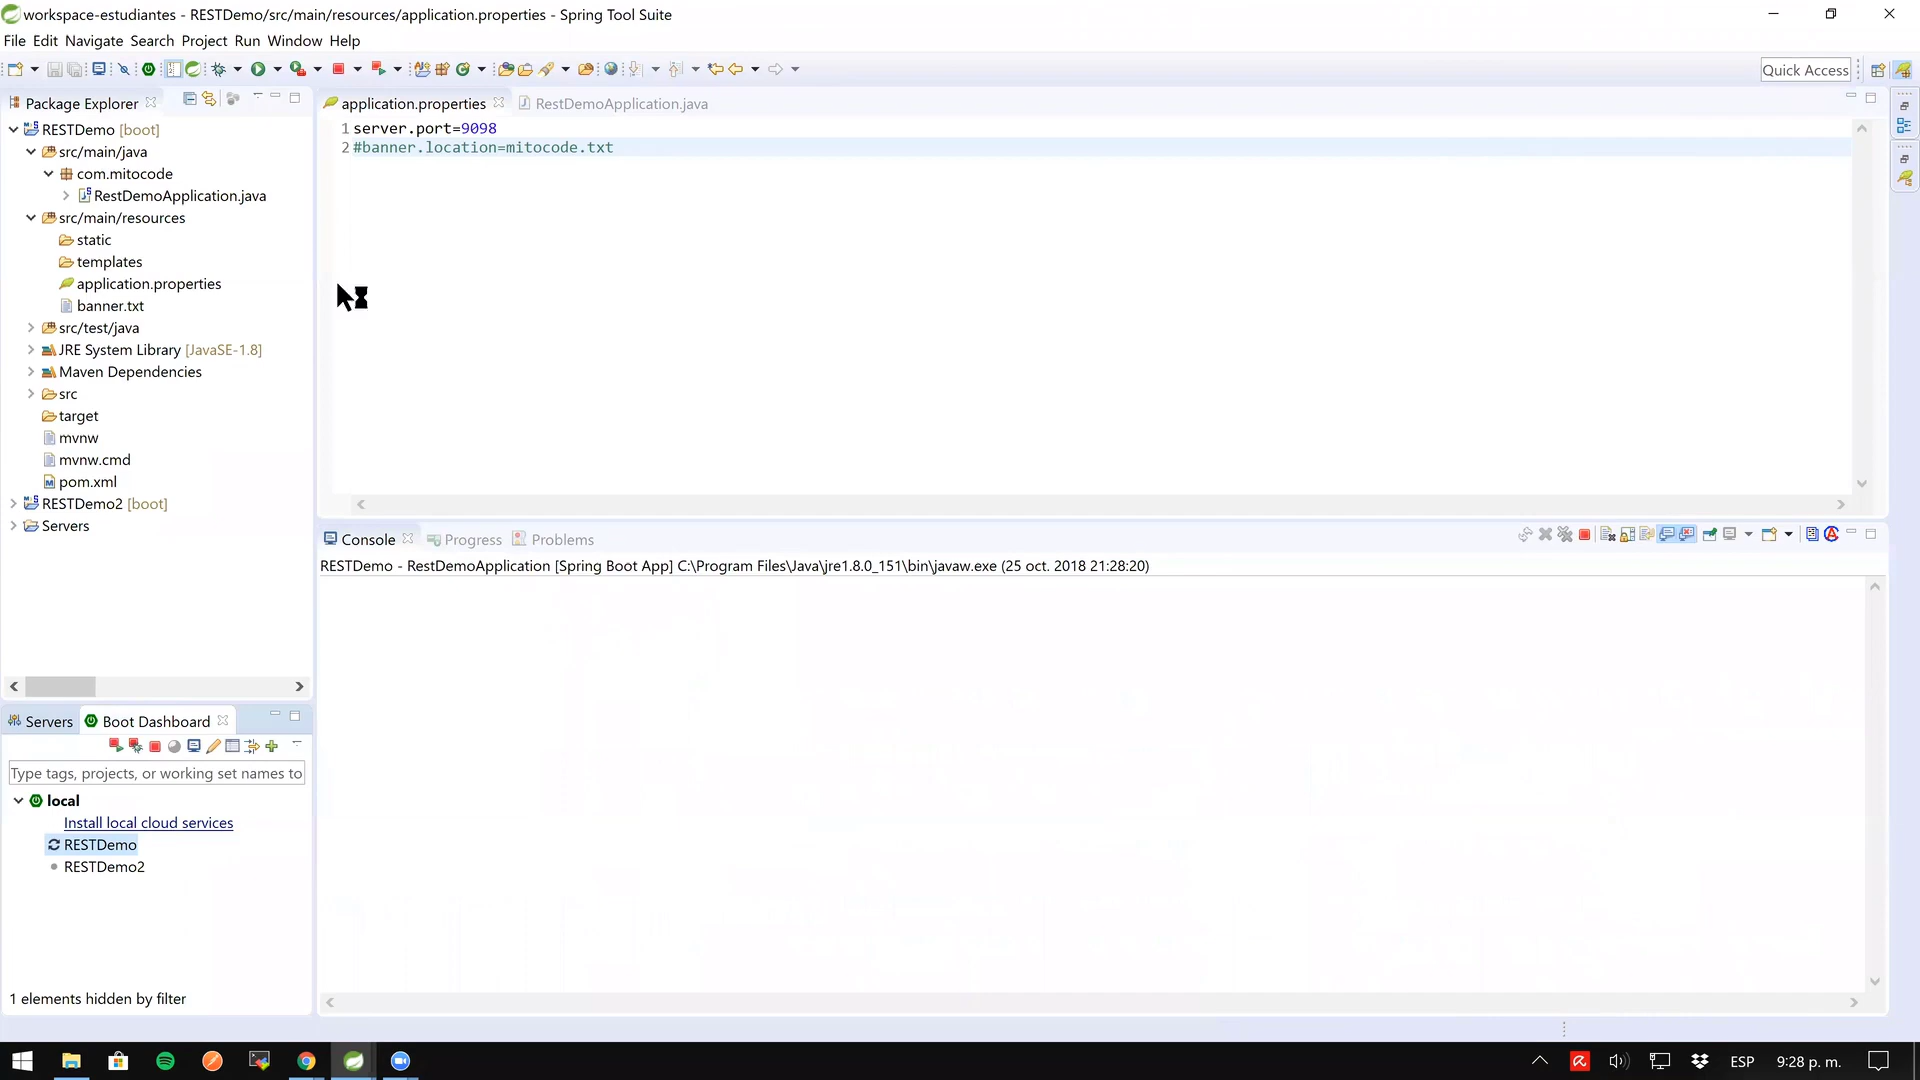 workspace-estudiantes - RESTDemo/src/main/resources/application.properties - Spring Tool Suite
File Edit Navigate Search Project Run Window Help
Quick Access
Package Explorer
RESTDemo [boot]
src/main/java
com.mitocode
RestDemoApplication.java
src/main/resources
static
templates
application.properties
banner.txt
src/test/java
JRE System Library [JavaSE-1.8]
Maven Dependencies
src
target
mvnw
mvnw.cmd
pom.xml
RESTDemo2 [boot]
Servers
application.properties RestDemoApplication.java
1 server.port=9098
2 #banner.location=mitocode.txt
Console Progress Problems
RESTDemo - RestDemoApplication [Spring Boot App] C:\Program Files\Java\jre1.8.0_151\bin\javaw.exe (25 oct. 2018 21:28:20)
Servers Boot Dashboard
Type tags, projects, or working set names to
local
Install local cloud services
RESTDemo
RESTDemo2
1 elements hidden by filter
ESP 9:28 p. m.